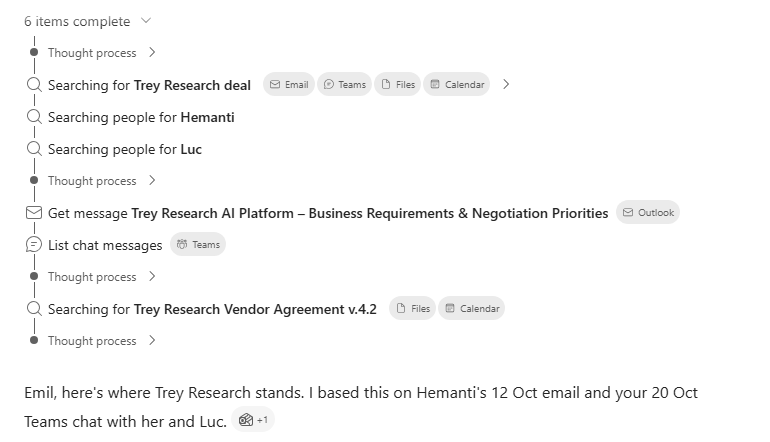 6 items complete
Thought process
Searching for Trey Research deal Email Teams Files Calendar
Searching people for Hemanti
Searching people for Luc
Thought process
Get message Trey Research AI Platform – Business Requirements & Negotiation Priorities Outlook
List chat messages Teams
Thought process
Searching for Trey Research Vendor Agreement v.4.2 Files Calendar
Thought process
Emil, here's where Trey Research stands. I based this on Hemanti's 12 Oct email and your 20 Oct
Teams chat with her and Luc. +1